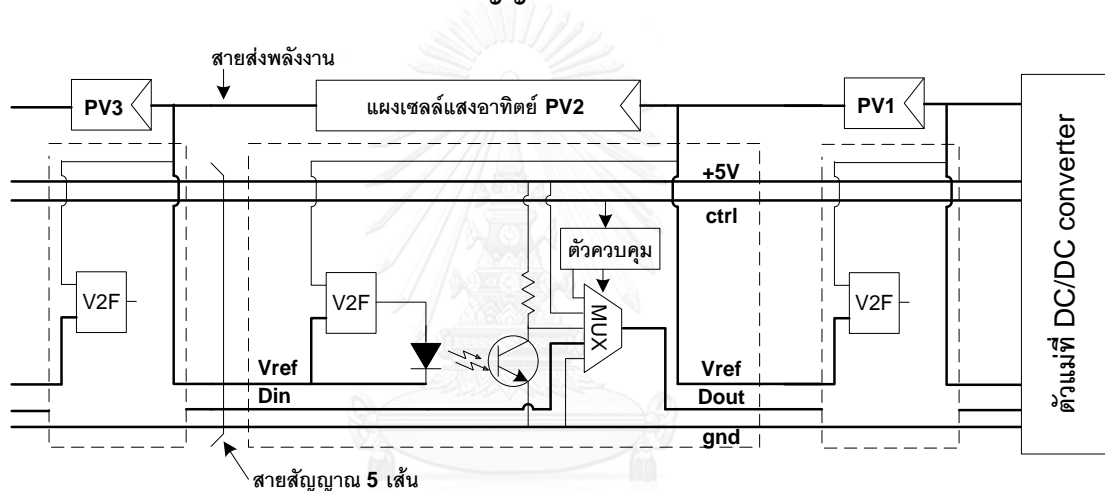 สายส่งพลังงาน
PV3
แผงเซลล์แสงอาทิตย์ PV2
PV1
+5V
ctrl
ตัวควบคุม
V2F
V2F
MUX
V2F
Vref
Din
Vref
Dout
gnd
สายสัญญาณ 5 เส้น
ตัวแม่ที่ DC/DC converter